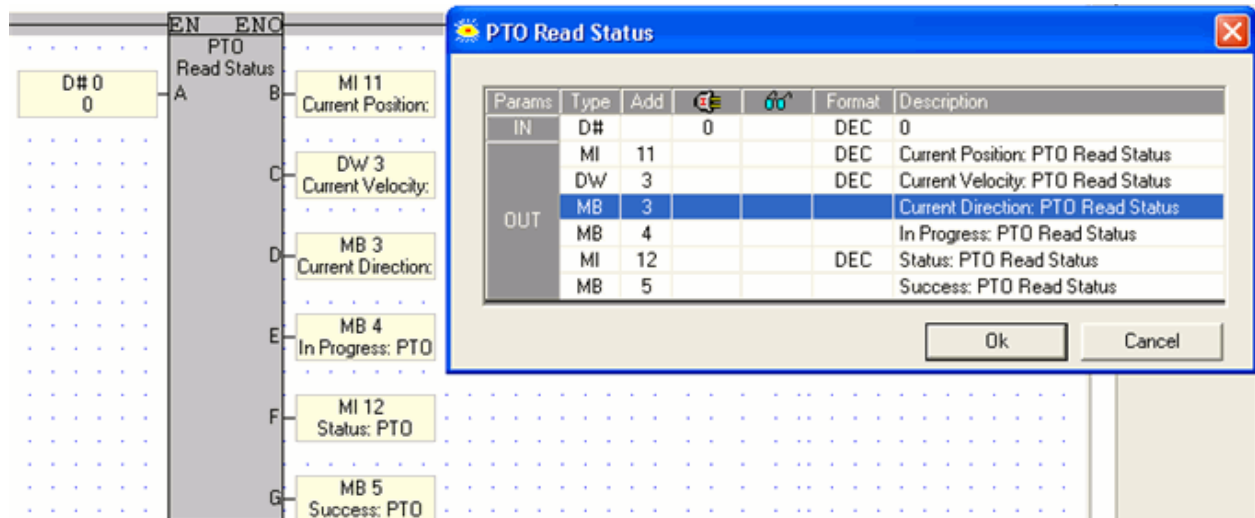 EN ENO
PTO
Read Status
D# 0
0
A
B
MI 11
Current Position:
C
DW 3
Current Velocity:
D
MB 3
Current Direction:
E
MB 4
In Progress: PTO
F
MI 12
Status: PTO
G
MB 5
Success: PTO
PTO Read Status
Params Type Add Format Description
IN D# 0 DEC 0
OUT
MI 11 DEC Current Position: PTO Read Status
DW 3 DEC Current Velocity: PTO Read Status
MB 3 Current Direction: PTO Read Status
MB 4 In Progress: PTO Read Status
MI 12 DEC Status: PTO Read Status
MB 5 Success: PTO Read Status
Ok Cancel